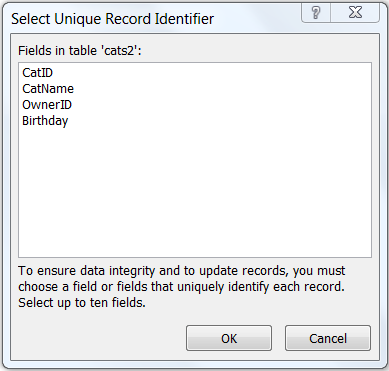 Select Unique Record Identifier
Fields in table 'cats2':
CatID
CatName
OwnerID
Birthday
To ensure data integrity and to update records, you must
choose a field or fields that uniquely identify each record.
Select up to ten fields.
OK Cancel